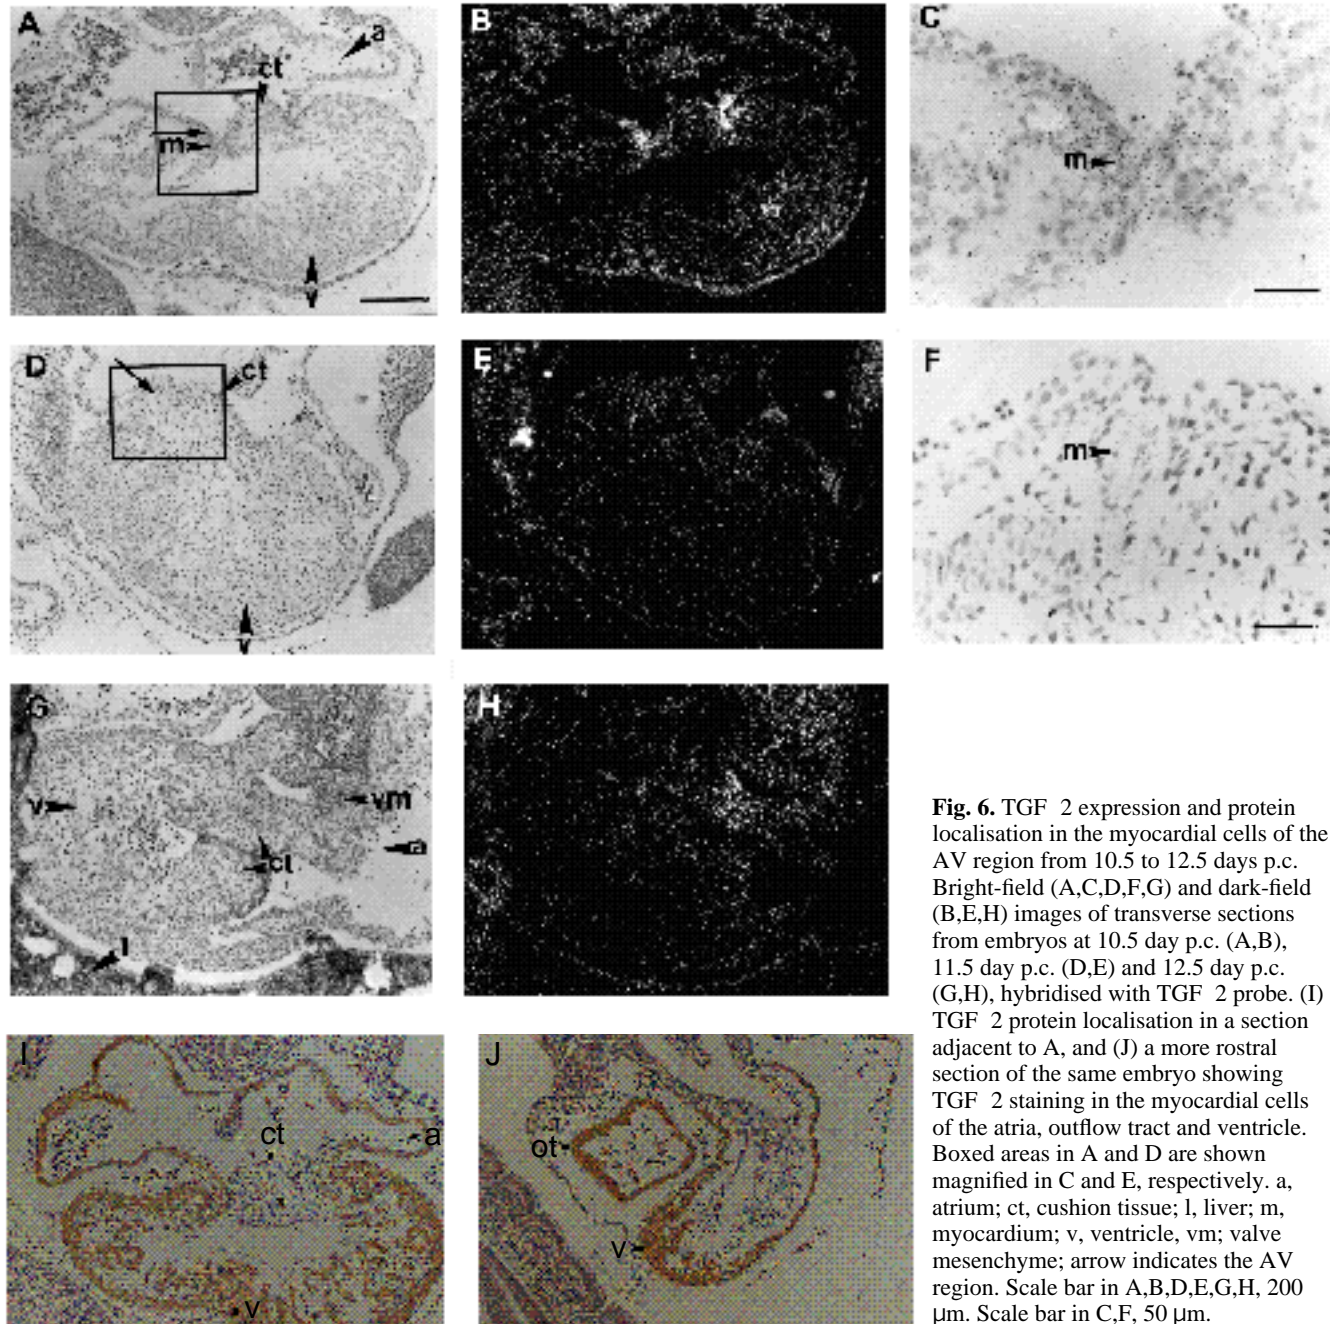 A
a
ct
m
v
B
C
m
D
ct
v
E
F
m
G
v
vm
ct
a
l
H
I
ct
a
v
J
ot
v
Fig. 6. TGF 2 expression and protein
localisation in the myocardial cells of the
AV region from 10.5 to 12.5 days p.c.
Bright-field (A,C,D,F,G) and dark-field
(B,E,H) images of transverse sections
from embryos at 10.5 day p.c. (A,B),
11.5 day p.c. (D,E) and 12.5 day p.c.
(G,H), hybridised with TGF 2 probe. (I)
TGF 2 protein localisation in a section
adjacent to A, and (J) a more rostral
section of the same embryo showing
TGF 2 staining in the myocardial cells
of the atria, outflow tract and ventricle.
Boxed areas in A and D are shown
magnified in C and E, respectively. a,
atrium; ct, cushion tissue; l, liver; m,
myocardium; v, ventricle, vm; valve
mesenchyme; arrow indicates the AV
region. Scale bar in A,B,D,E,G,H, 200
μm. Scale bar in C,F, 50 μm.